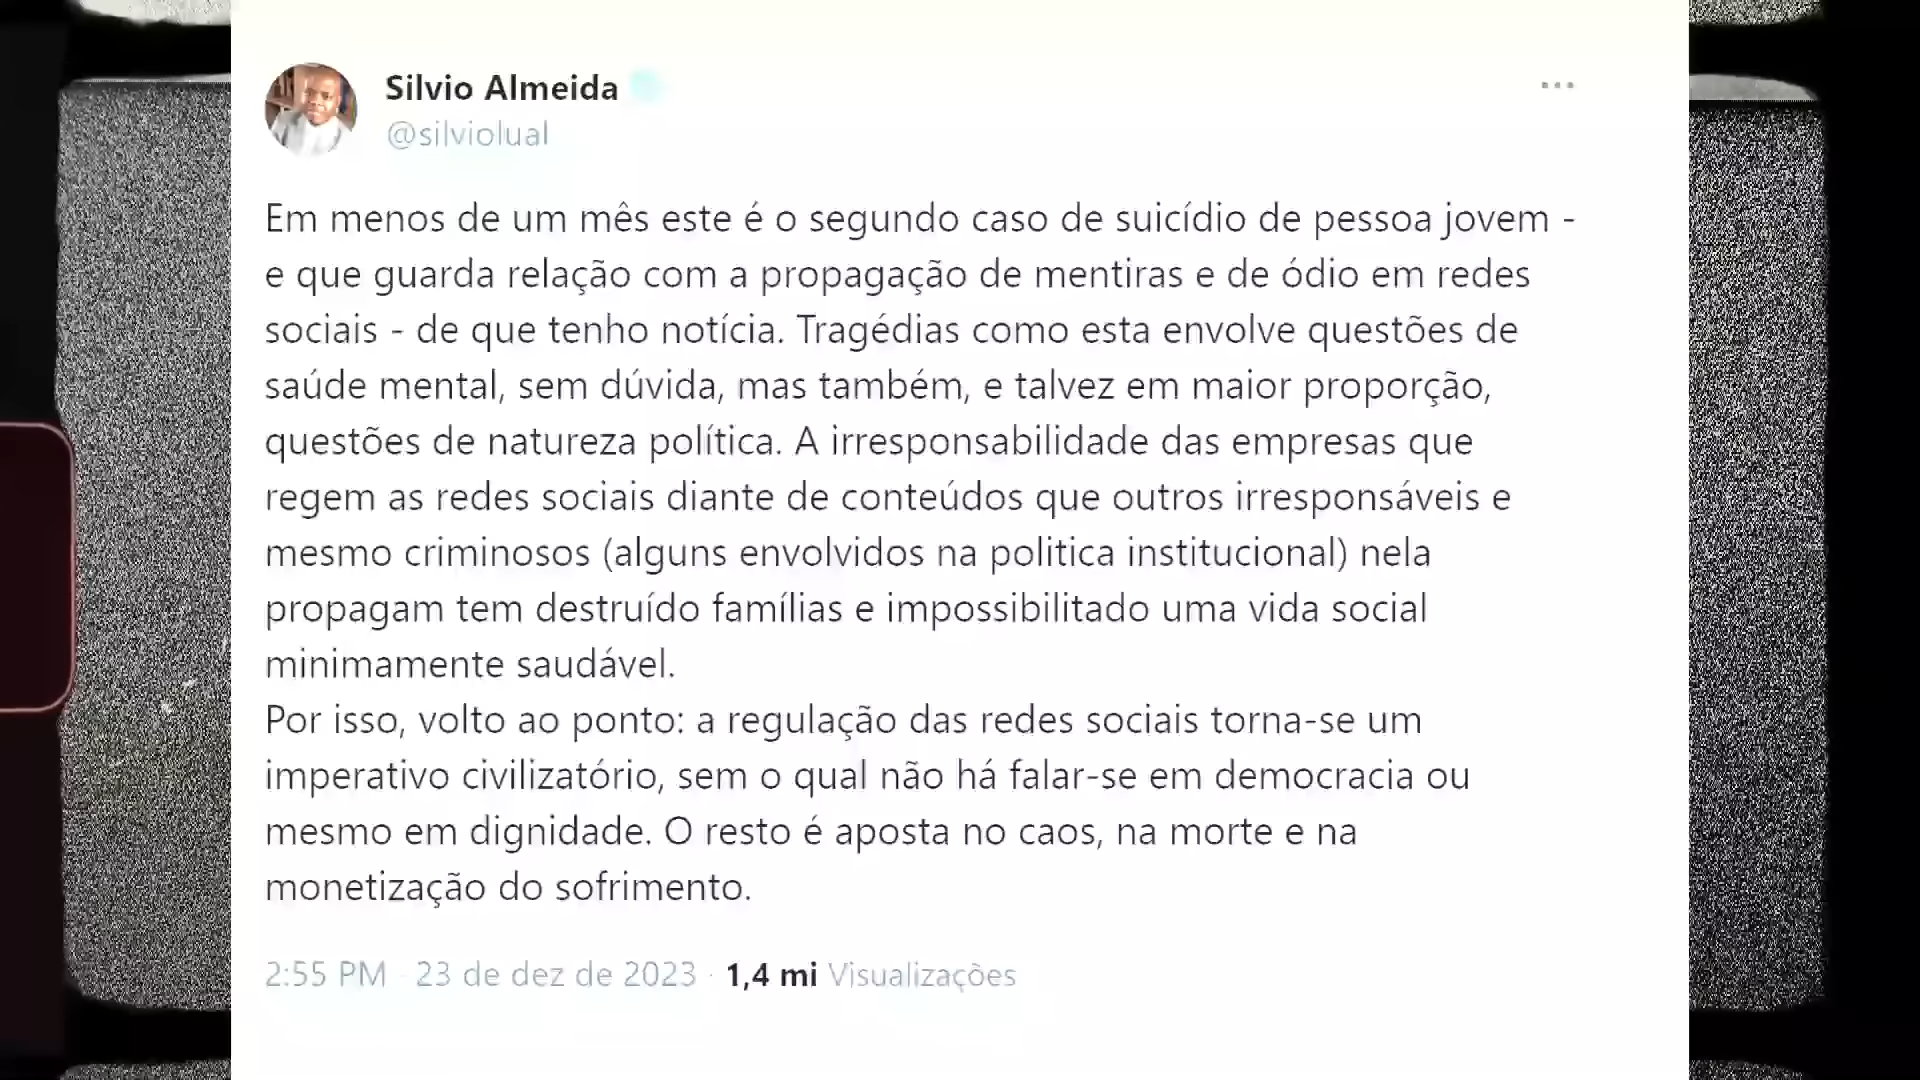 Silvio Almeida
@silviolual
Em menos de um mês este é o segundo caso de suicídio de pessoa jovem -
e que guarda relação com a propagação de mentiras e de ódio em redes
sociais - de que tenho notícia. Tragédias como esta envolve questões de
saúde mental, sem dúvida, mas também, e talvez em maior proporção,
questões de natureza política. A irresponsabilidade das empresas que
regem as redes sociais diante de conteúdos que outros irresponsáveis e
mesmo criminosos (alguns envolvidos na politica institucional) nela
propagam tem destruído famílias e impossibilitado uma vida social
minimamente saudável.
Por isso, volto ao ponto: a regulação das redes sociais torna-se um
imperativo civilizatório, sem o qual não há falar-se em democracia ou
mesmo em dignidade. O resto é aposta no caos, na morte e na
monetização do sofrimento.
2:55 PM · 23 de dez de 2023 · 1,4 mi Visualizações